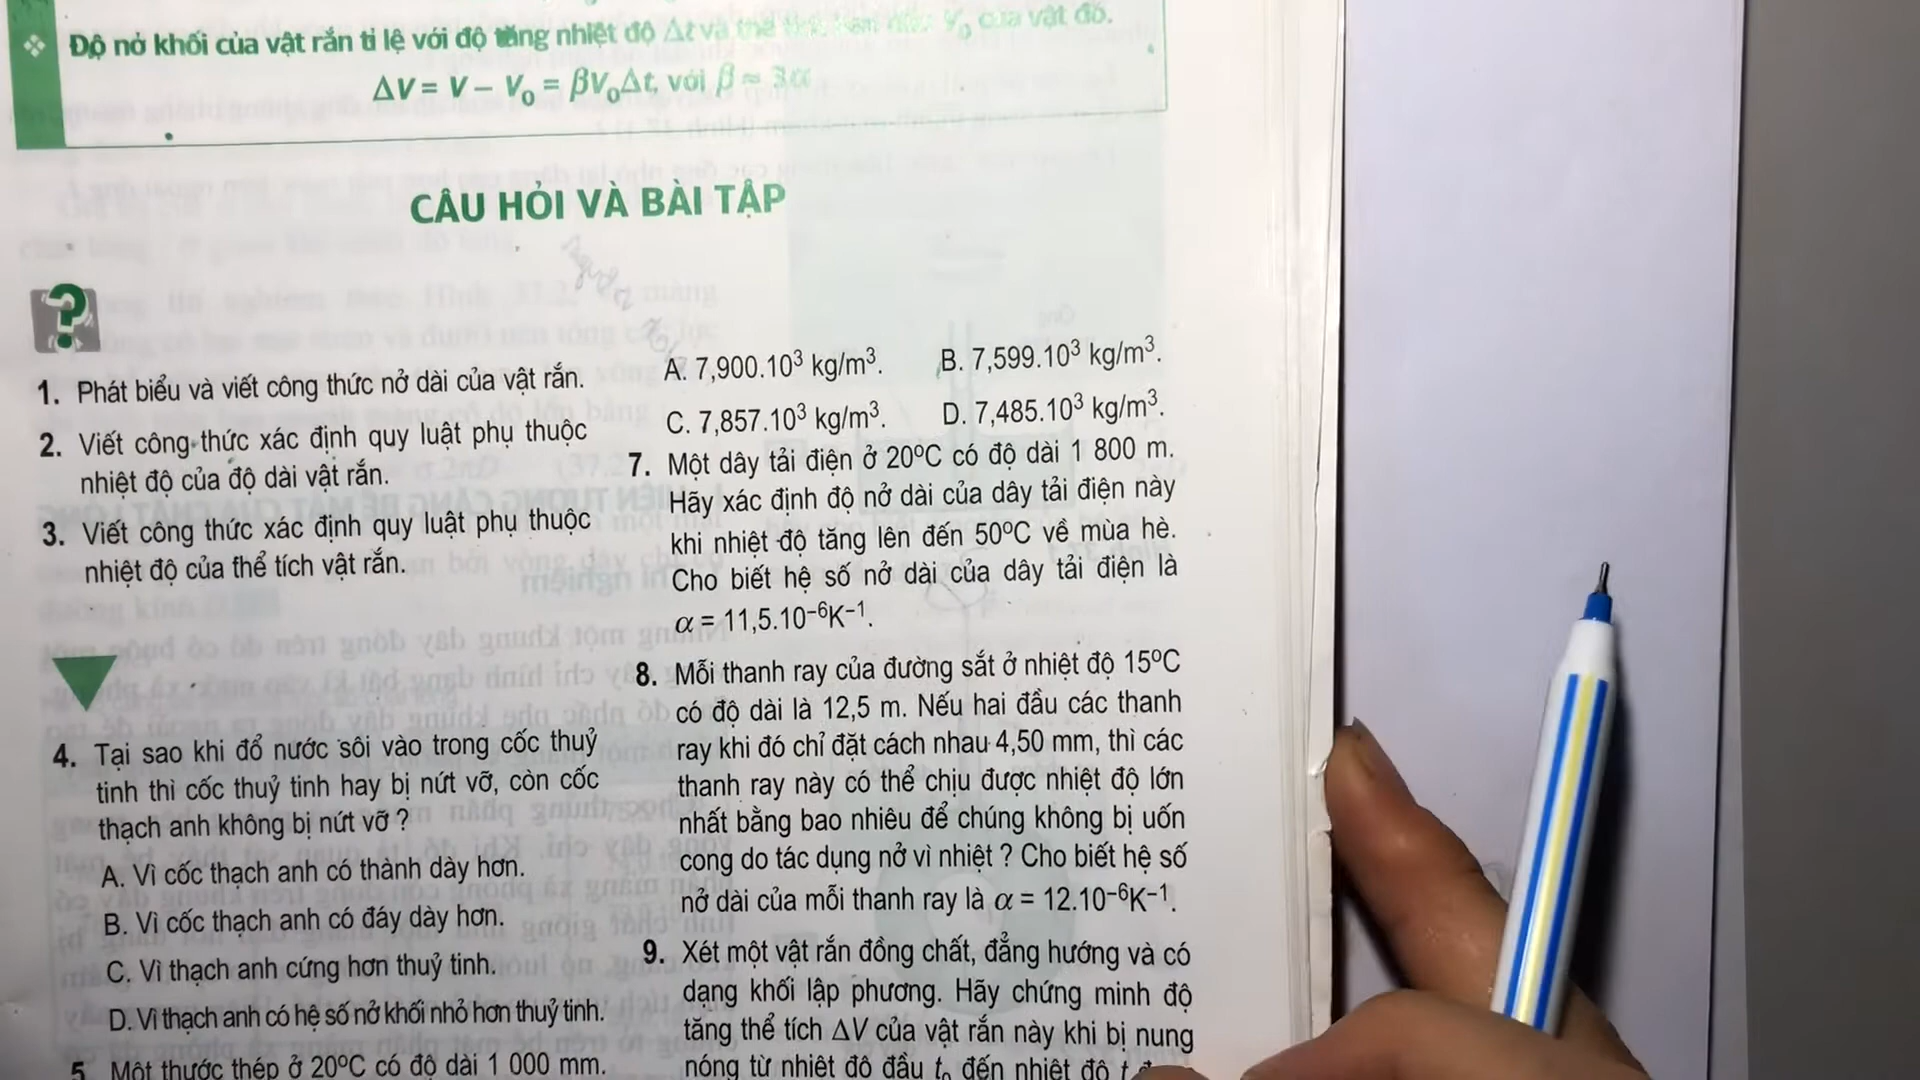 ❖ Độ nở khối của vật rắn tỉ lệ với độ tăng nhiệt độ Δt và thể tích ban đầu V₀ của vật đó.
ΔV = V – V₀ = βV₀Δt, với β ≈ 3α
CÂU HỎI VÀ BÀI TẬP
?
1. Phát biểu và viết công thức nở dài của vật rắn.
2. Viết công thức xác định quy luật phụ thuộc
nhiệt độ của độ dài vật rắn.
3. Viết công thức xác định quy luật phụ thuộc
nhiệt độ của thể tích vật rắn.
4. Tại sao khi đổ nước sôi vào trong cốc thuỷ
tinh thì cốc thuỷ tinh hay bị nứt vỡ, còn cốc
thạch anh không bị nứt vỡ ?
A. Vì cốc thạch anh có thành dày hơn.
B. Vì cốc thạch anh có đáy dày hơn.
C. Vì thạch anh cứng hơn thuỷ tinh.
D. Vì thạch anh có hệ số nở khối nhỏ hơn thuỷ tinh.
5. Một thước thép ở 20⁰C có độ dài 1 000 mm.
A. 7,900.10³ kg/m³. B. 7,599.10³ kg/m³.
C. 7,857.10³ kg/m³. D. 7,485.10³ kg/m³.
7. Một dây tải điện ở 20⁰C có độ dài 1 800 m.
Hãy xác định độ nở dài của dây tải điện này
khi nhiệt độ tăng lên đến 50⁰C về mùa hè.
Cho biết hệ số nở dài của dây tải điện là
α = 11,5.10⁻⁶K⁻¹.
8. Mỗi thanh ray của đường sắt ở nhiệt độ 15⁰C
có độ dài là 12,5 m. Nếu hai đầu các thanh
ray khi đó chỉ đặt cách nhau 4,50 mm, thì các
thanh ray này có thể chịu được nhiệt độ lớn
nhất bằng bao nhiêu để chúng không bị uốn
cong do tác dụng nở vì nhiệt ? Cho biết hệ số
nở dài của mỗi thanh ray là α = 12.10⁻⁶K⁻¹.
9. Xét một vật rắn đồng chất, đẳng hướng và có
dạng khối lập phương. Hãy chứng minh độ
tăng thể tích ΔV của vật rắn này khi bị nung
nóng từ nhiệt độ đầu t₀ đến nhiệt độ t